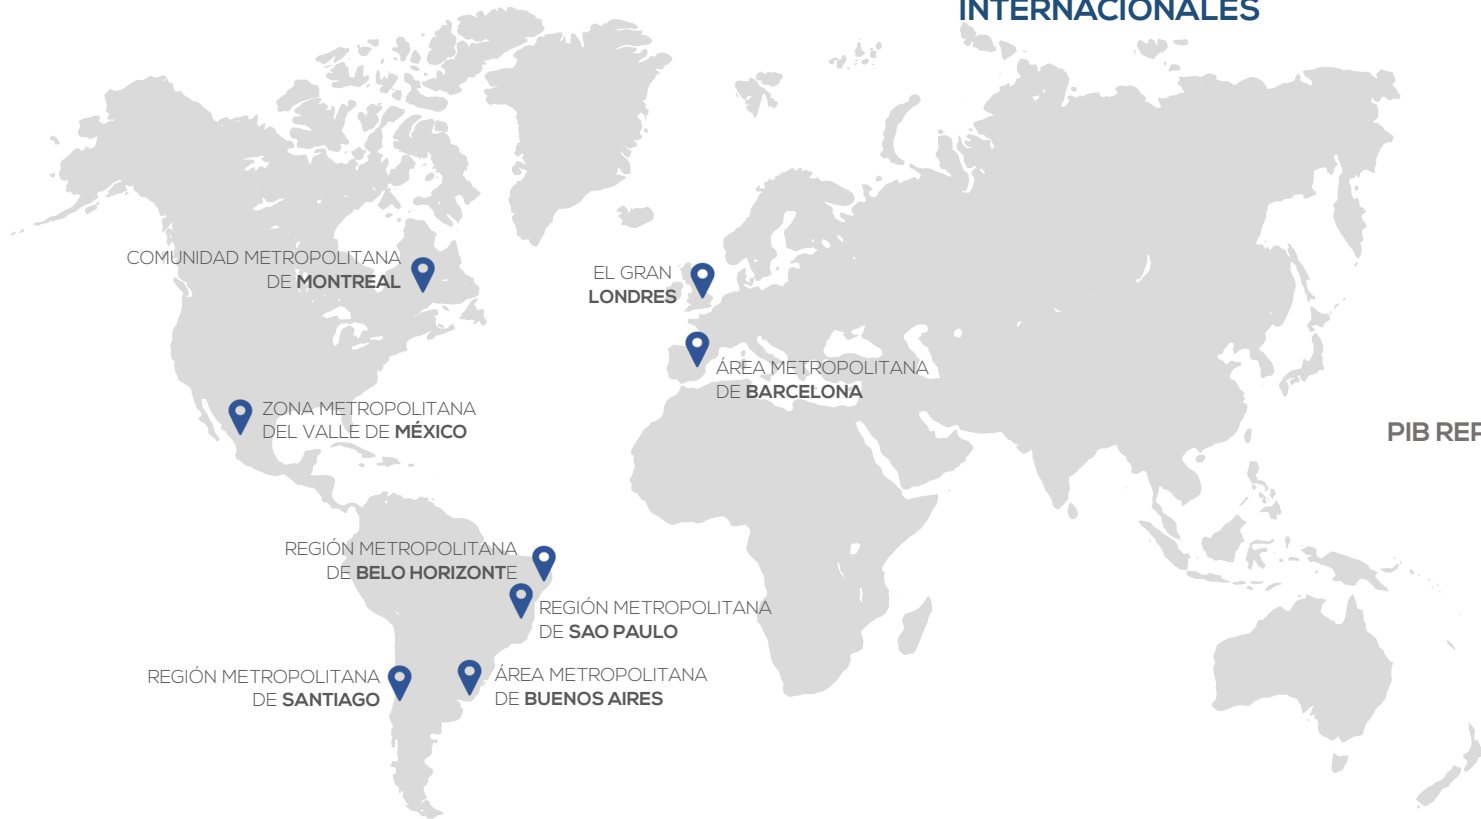 INTERNACIONALES
COMUNIDAD METROPOLITANA
DE MONTREAL
EL GRAN
LONDRES
ÁREA METROPOLITANA
DE BARCELONA
ZONA METROPOLITANA
DEL VALLE DE MÉXICO
PIB REP
REGIÓN METROPOLITANA
DE BELO HORIZONTE
REGIÓN METROPOLITANA
DE SAO PAULO
REGIÓN METROPOLITANA
DE SANTIAGO
ÁREA METROPOLITANA
DE BUENOS AIRES